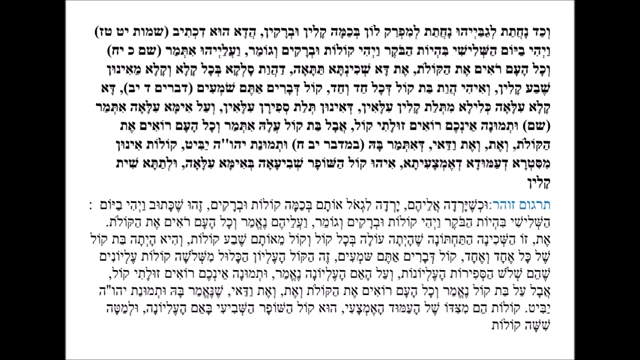 וְכַד נָחֲתַת לְגַבַּיְיהוּ נָחֲתַת לְמִפְרַק לוֹן בְּכַמָּה קָלִין וּבְרָקִין, הֲדָא הוּא דִכְתִיב (שמות יט טז)
וַיְהִי בַיּוֹם הַשְּׁלִישִׁי בִּהְיוֹת הַבֹּקֶר וַיְהִי קוֹלוֹת וּבְרָקִים וְגוֹמֵר, וְעָלַיְיהוּ אִתְּמַר (שם כ יח)
וְכָל הָעָם רֹאִים אֶת הַקּוֹלֹת, אֶת דָּא שְׁכִינְתָּא תַּתָּאָה, דַהֲוַת סָלְקָא בְּכָל קָלָא וְקָלָא מֵאִינוּן
שֶׁבַע קָלִין, וְאִיהִי הֲוַת בַּת קוֹל דְּכָל חַד וְחַד, קוֹל דְּבָרִים אַתֶּם שׁוֹמְעִים (דברים ד יב), דָּא
קָלָא עִלָּאָה כְּלִילָא מִתְּלַת קָלִין עִלָּאִין, דְּאִינוּן תְּלַת סְפִירָן עִלָּאִין, וְעַל אִימָא עִלָּאָה אִתְּמַר
(שם) וּתְמוּנָה אֵינְכֶם רוֹאִים זוּלָתִי קוֹל, אֲבָל בַּת קוֹל עֲלָהּ אִתְּמַר וְכָל הָעָם רוֹאִים אֶת
הַקּוֹלֹת, וְאֶת, וְאֶת וַדַּאי, דְּאִתְּמַר בָּהּ (במדבר יב ח) וּתְמוּנַת יהו''ה יַבִּיט, קוֹלוֹת אִינוּן
מִסִּטְרָא דְעַמּוּדָא דְאֶמְצָעִיתָא, אִיהוּ קוֹל הַשּׁוֹפָר שְׁבִיעָאָה בְּאִימָּא עִלָּאָה, וּלְתַתָּא שִׁית
קָלִין
תרגום זוהר: וּכְשֶׁיָּרְדָה אֲלֵיהֶם, יָרְדָה לִגְאֹל אוֹתָם בְּכַמָּה קוֹלוֹת וּבְרָקִים, זֶהוּ שֶׁכָּתוּב וַיְהִי בַיּוֹם :
הַשְּׁלִישִׁי בִּהְיוֹת הַבֹּקֶר וַיְהִי קוֹלוֹת וּבְרָקִים וְגוֹמֵר, וַעֲלֵיהֶם נֶאֱמַר וְכָל הָעָם רֹאִים אֶת הַקּוֹלֹת.
אֶת, זוֹ הַשְּׁכִינָה הַתַּחְתּוֹנָה שֶׁהָיְתָה עוֹלָה בְּכָל קוֹל וְקוֹל מֵאוֹתָם שֶׁבַע קוֹלוֹת, וְהִיא הָיְתָה בַּת קוֹל
שֶׁל כָּל אֶחָד וְאֶחָד, קוֹל דְּבָרִים אַתֶּם שֹׁמְעִים, זֶה הַקּוֹל הָעֶלְיוֹן הַכָּלוּל מִשְּׁלֹשָׁה קוֹלוֹת עֶלְיוֹנִים
שֶׁהֵם שְׁלֹשׁ הַסְּפִירוֹת הָעֶלְיוֹנוֹת, וְעַל הָאֵם הָעֶלְיוֹנָה נֶאֱמַר, וּתְמוּנָה אֵינְכֶם רוֹאִים זוּלָתִי קוֹל,
אֲבָל עַל בַּת קוֹל נֶאֱמַר וְכָל הָעָם רוֹאִים אֶת הַקּוֹלֹת וְאֶת, וְאֶת וַדַּאי, שֶׁנֶּאֱמַר בָּהּ וּתְמוּנַת יהו"ה
יַבִּיט. קוֹלוֹת הֵם מִצִּדּוֹ שֶׁל הָעַמּוּד הָאֶמְצָעִי, הוּא קוֹל הַשּׁוֹפָר הַשְּׁבִיעִי בָּאֵם הָעֶלְיוֹנָה, וּלְמַטָּה
שִׁשָּׁה קוֹלוֹת